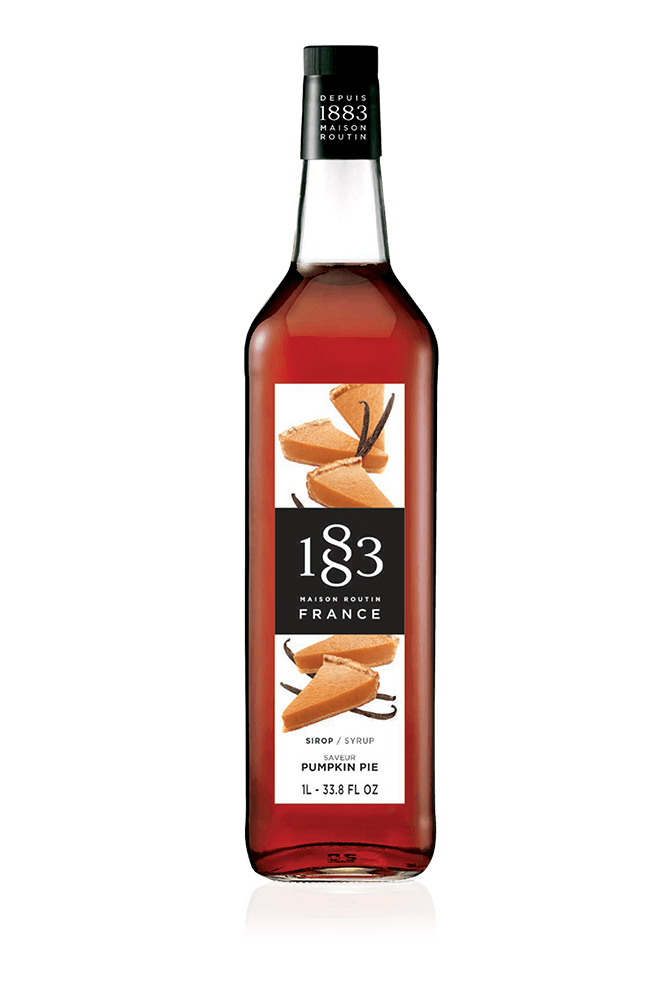 DEPUIS
1883
MAISON
ROUTIN
1883
MAISON ROUTIN
FRANCE
SIROP / SYRUP
SAVEUR
PUMPKIN PIE
1L - 33.8 FL OZ